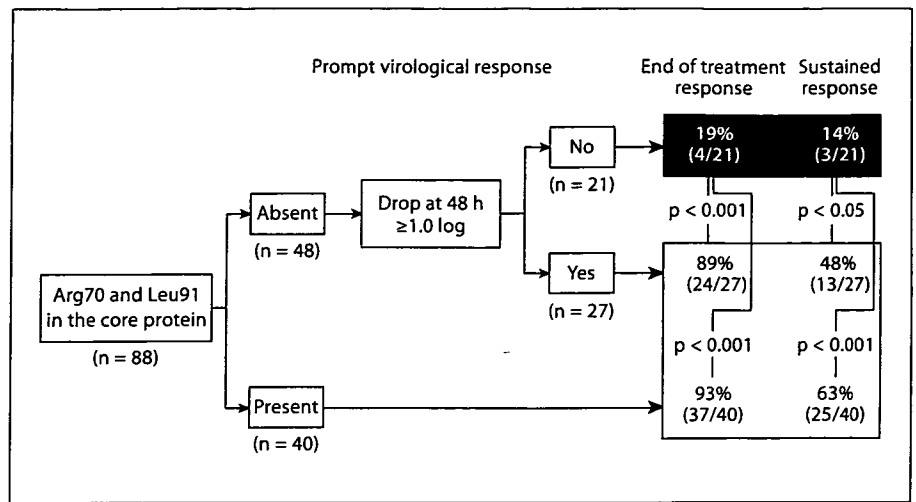 Prompt virological response
End of treatment
response
Sustained
response
No
(n = 21)
19%
(4/21)
14%
(3/21)
p < 0.001
p < 0.05
Absent
(n = 48)
Drop at 48 h
≥1.0 log
Yes
(n = 27)
89%
(24/27)
48%
(13/27)
Arg70 and Leu91
in the core protein
(n = 88)
p < 0.001
p < 0.001
Present
(n = 40)
93%
(37/40)
63%
(25/40)